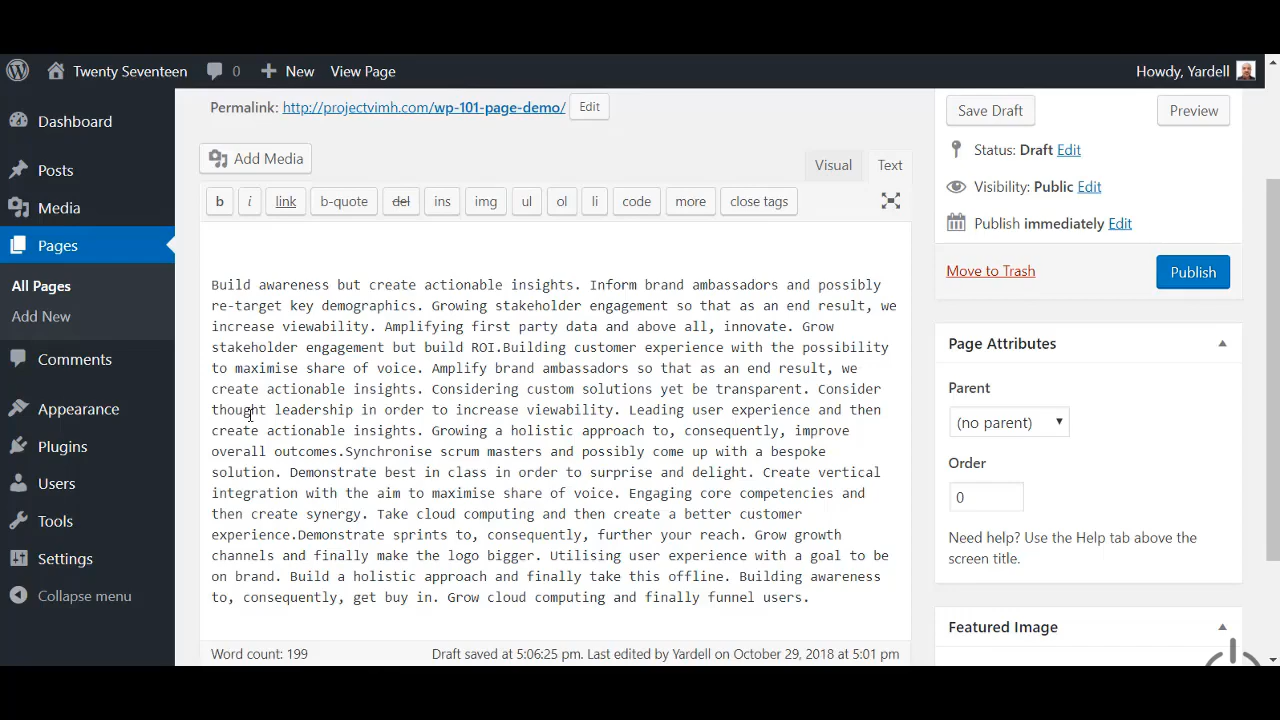 Twenty Seventeen 0 New View Page Howdy, Yardell
Dashboard
Posts
Media
Pages
All Pages
Add New
Comments
Appearance
Plugins
Users
Tools
Settings
Collapse menu
Permalink: http://projectvimh.com/wp-101-page-demo/ Edit
Add Media
Visual Text
b i link b-quote del ins img ul ol li code more close tags
Build awareness but create actionable insights. Inform brand ambassadors and possibly
re-target key demographics. Growing stakeholder engagement so that as an end result, we
increase viewability. Amplifying first party data and above all, innovate. Grow
stakeholder engagement but build ROI.Building customer experience with the possibility
to maximise share of voice. Amplify brand ambassadors so that as an end result, we
create actionable insights. Considering custom solutions yet be transparent. Consider
thought leadership in order to increase viewability. Leading user experience and then
create actionable insights. Growing a holistic approach to, consequently, improve
overall outcomes.Synchronise scrum masters and possibly come up with a bespoke
solution. Demonstrate best in class in order to surprise and delight. Create vertical
integration with the aim to maximise share of voice. Engaging core competencies and
then create synergy. Take cloud computing and then create a better customer
experience.Demonstrate sprints to, consequently, further your reach. Grow growth
channels and finally make the logo bigger. Utilising user experience with a goal to be
on brand. Build a holistic approach and finally take this offline. Building awareness
to, consequently, get buy in. Grow cloud computing and finally funnel users.
Word count: 199 Draft saved at 5:06:25 pm. Last edited by Yardell on October 29, 2018 at 5:01 pm
Save Draft Preview
Status: Draft Edit
Visibility: Public Edit
Publish immediately Edit
Move to Trash Publish
Page Attributes
Parent
(no parent)
Order
0
Need help? Use the Help tab above the
screen title.
Featured Image